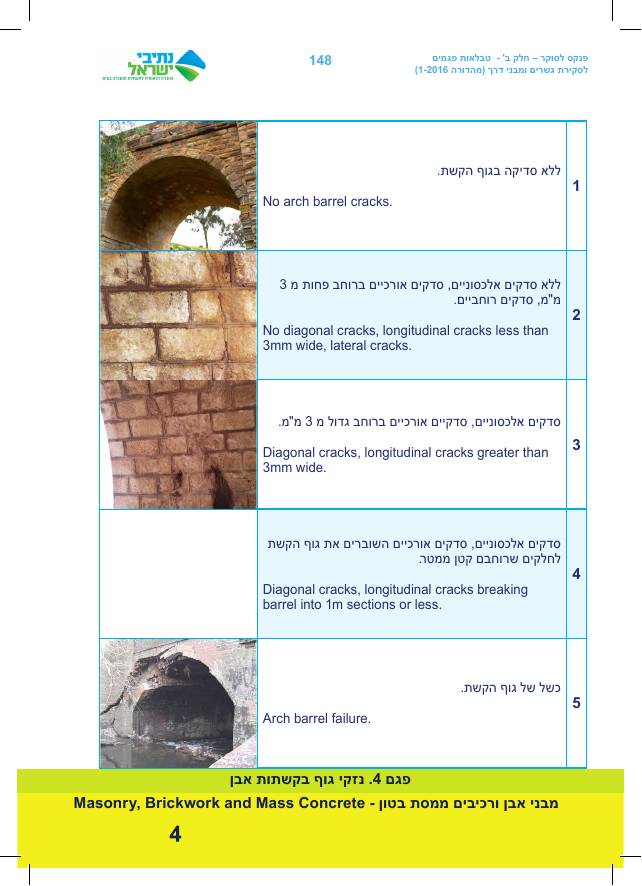 נתיבי
ישראל
148
פנקס לסוקר – חלק ב' - טבלאות פגמים
לסקירת גשרים ומבני דרך (מהדורה 1-2016)
ללא סדיקה בגוף הקשת.
No arch barrel cracks.
1
ללא סדקים אלכסוניים, סדקים אורכיים ברוחב פחות מ 3
מ"מ, סדקים רוחביים.
No diagonal cracks, longitudinal cracks less than
3mm wide, lateral cracks.
2
סדקים אלכסוניים, סדקיים אורכיים ברוחב גדול מ 3 מ"מ.
Diagonal cracks, longitudinal cracks greater than
3mm wide.
3
סדקים אלכסוניים, סדקים אורכיים השוברים את גוף הקשת
לחלקים שרוחבם קטן ממטר.
Diagonal cracks, longitudinal cracks breaking
barrel into 1m sections or less.
4
כשל של גוף הקשת.
Arch barrel failure.
5
פגם 4. נזקי גוף בקשתות אבן
מבני אבן ורכיבים ממסת בטון - Masonry, Brickwork and Mass Concrete
4